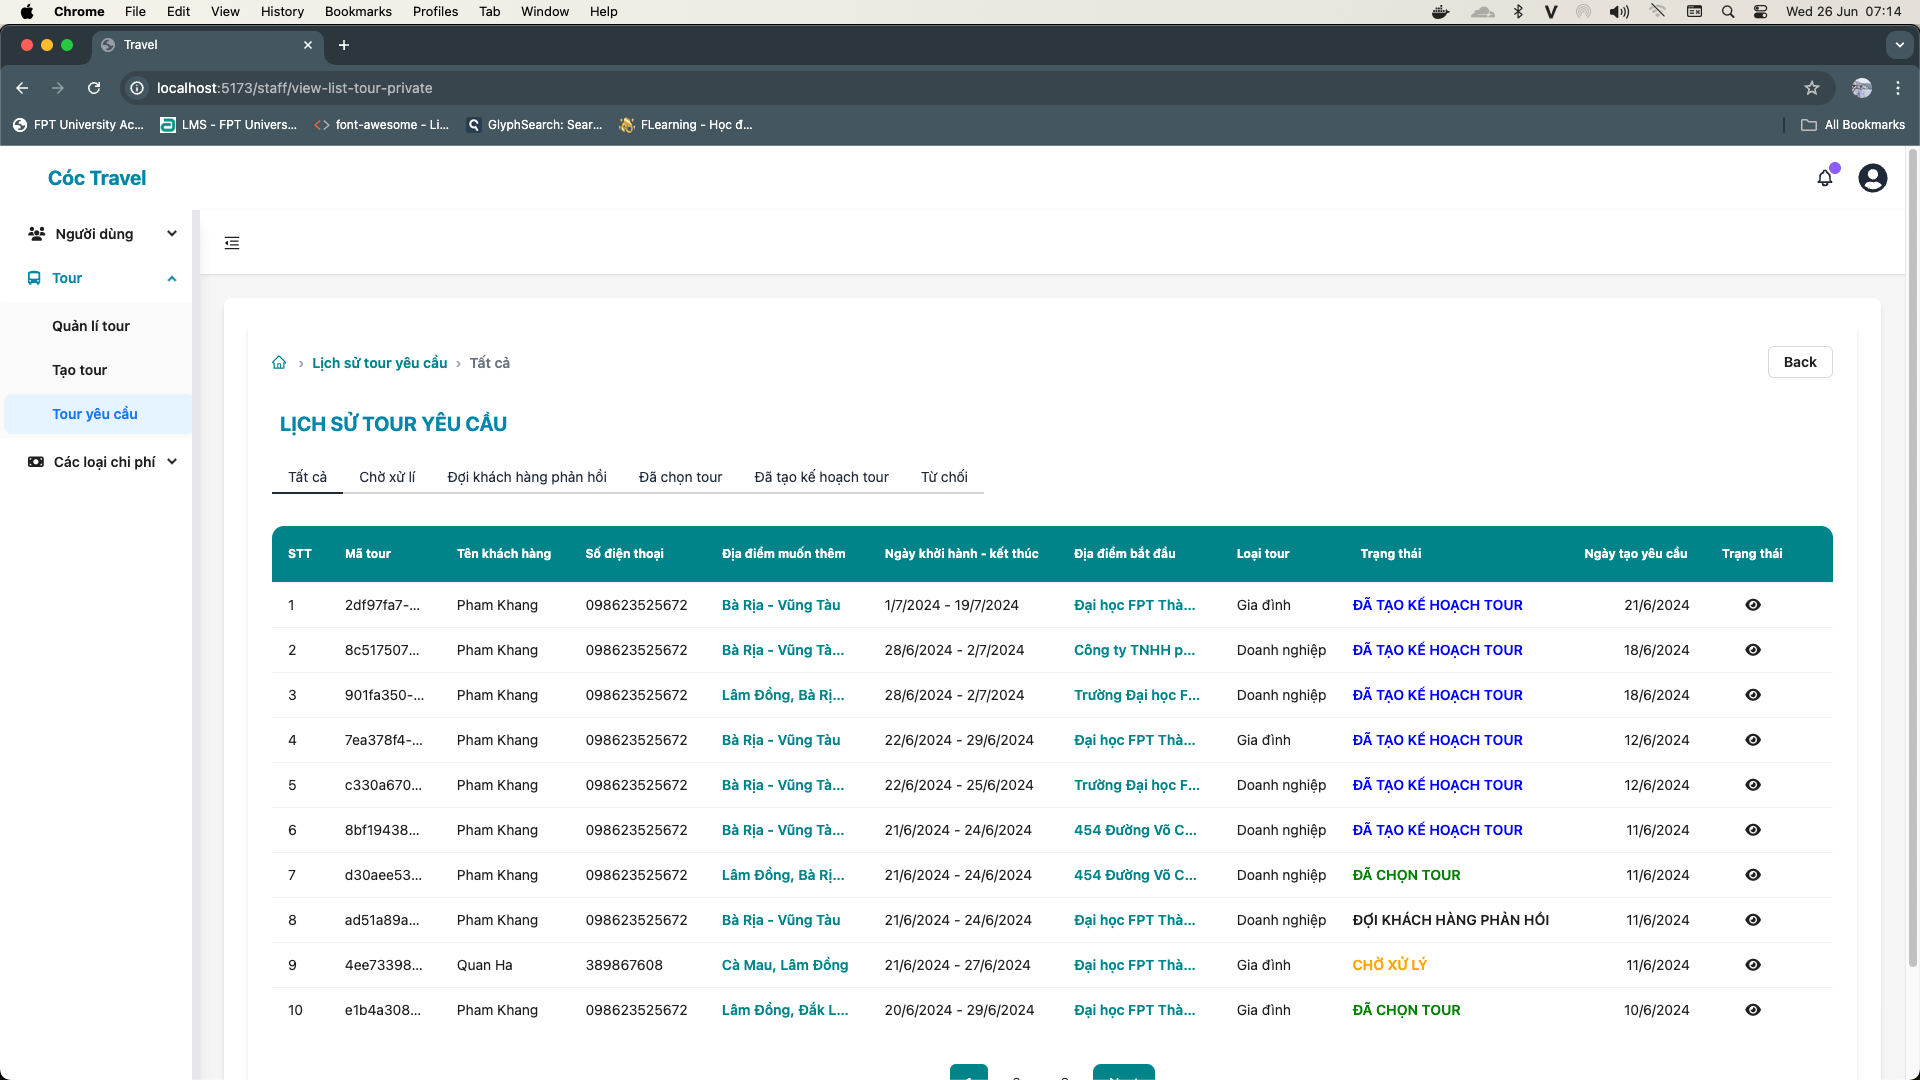 Chrome File Edit View History Bookmarks Profiles Tab Window Help Wed 26 Jun 07:14
Travel
localhost:5173/staff/view-list-tour-private
FPT University Ac... LMS - FPT Univers... font-awesome - Li... GlyphSearch: Sear... FLearning - Học đ... All Bookmarks
Cóc Travel
Người dùng
Tour
Quản lí tour
Tạo tour
Tour yêu cầu
Các loại chi phí
Lịch sử tour yêu cầu › Tất cả
Back
LỊCH SỬ TOUR YÊU CẦU
Tất cả Chờ xử lí Đợi khách hàng phản hồi Đã chọn tour Đã tạo kế hoạch tour Từ chối
STT Mã tour Tên khách hàng Số điện thoại Địa điểm muốn thêm Ngày khởi hành - kết thúc Địa điểm bắt đầu Loại tour Trạng thái Ngày tạo yêu cầu Trạng thái
1 2df97fa7-... Pham Khang 098623525672 Bà Rịa - Vũng Tàu 1/7/2024 - 19/7/2024 Đại học FPT Thà... Gia đình ĐÃ TẠO KẾ HOẠCH TOUR 21/6/2024
2 8c517507... Pham Khang 098623525672 Bà Rịa - Vũng Tà... 28/6/2024 - 2/7/2024 Công ty TNHH p... Doanh nghiệp ĐÃ TẠO KẾ HOẠCH TOUR 18/6/2024
3 901fa350-... Pham Khang 098623525672 Lâm Đồng, Bà Rị... 28/6/2024 - 2/7/2024 Trường Đại học F... Doanh nghiệp ĐÃ TẠO KẾ HOẠCH TOUR 18/6/2024
4 7ea378f4-... Pham Khang 098623525672 Bà Rịa - Vũng Tàu 22/6/2024 - 29/6/2024 Đại học FPT Thà... Gia đình ĐÃ TẠO KẾ HOẠCH TOUR 12/6/2024
5 c330a670... Pham Khang 098623525672 Bà Rịa - Vũng Tà... 22/6/2024 - 25/6/2024 Trường Đại học F... Doanh nghiệp ĐÃ TẠO KẾ HOẠCH TOUR 12/6/2024
6 8bf19438... Pham Khang 098623525672 Bà Rịa - Vũng Tà... 21/6/2024 - 24/6/2024 454 Đường Võ C... Doanh nghiệp ĐÃ TẠO KẾ HOẠCH TOUR 11/6/2024
7 d30aee53... Pham Khang 098623525672 Lâm Đồng, Bà Rị... 21/6/2024 - 24/6/2024 454 Đường Võ C... Doanh nghiệp ĐÃ CHỌN TOUR 11/6/2024
8 ad51a89a... Pham Khang 098623525672 Bà Rịa - Vũng Tàu 21/6/2024 - 24/6/2024 Đại học FPT Thà... Doanh nghiệp ĐỢI KHÁCH HÀNG PHẢN HỒI 11/6/2024
9 4ee73398... Quan Ha 389867608 Cà Mau, Lâm Đồng 21/6/2024 - 27/6/2024 Đại học FPT Thà... Gia đình CHỜ XỬ LÝ 11/6/2024
10 e1b4a308... Pham Khang 098623525672 Lâm Đồng, Đắk L... 20/6/2024 - 29/6/2024 Đại học FPT Thà... Gia đình ĐÃ CHỌN TOUR 10/6/2024